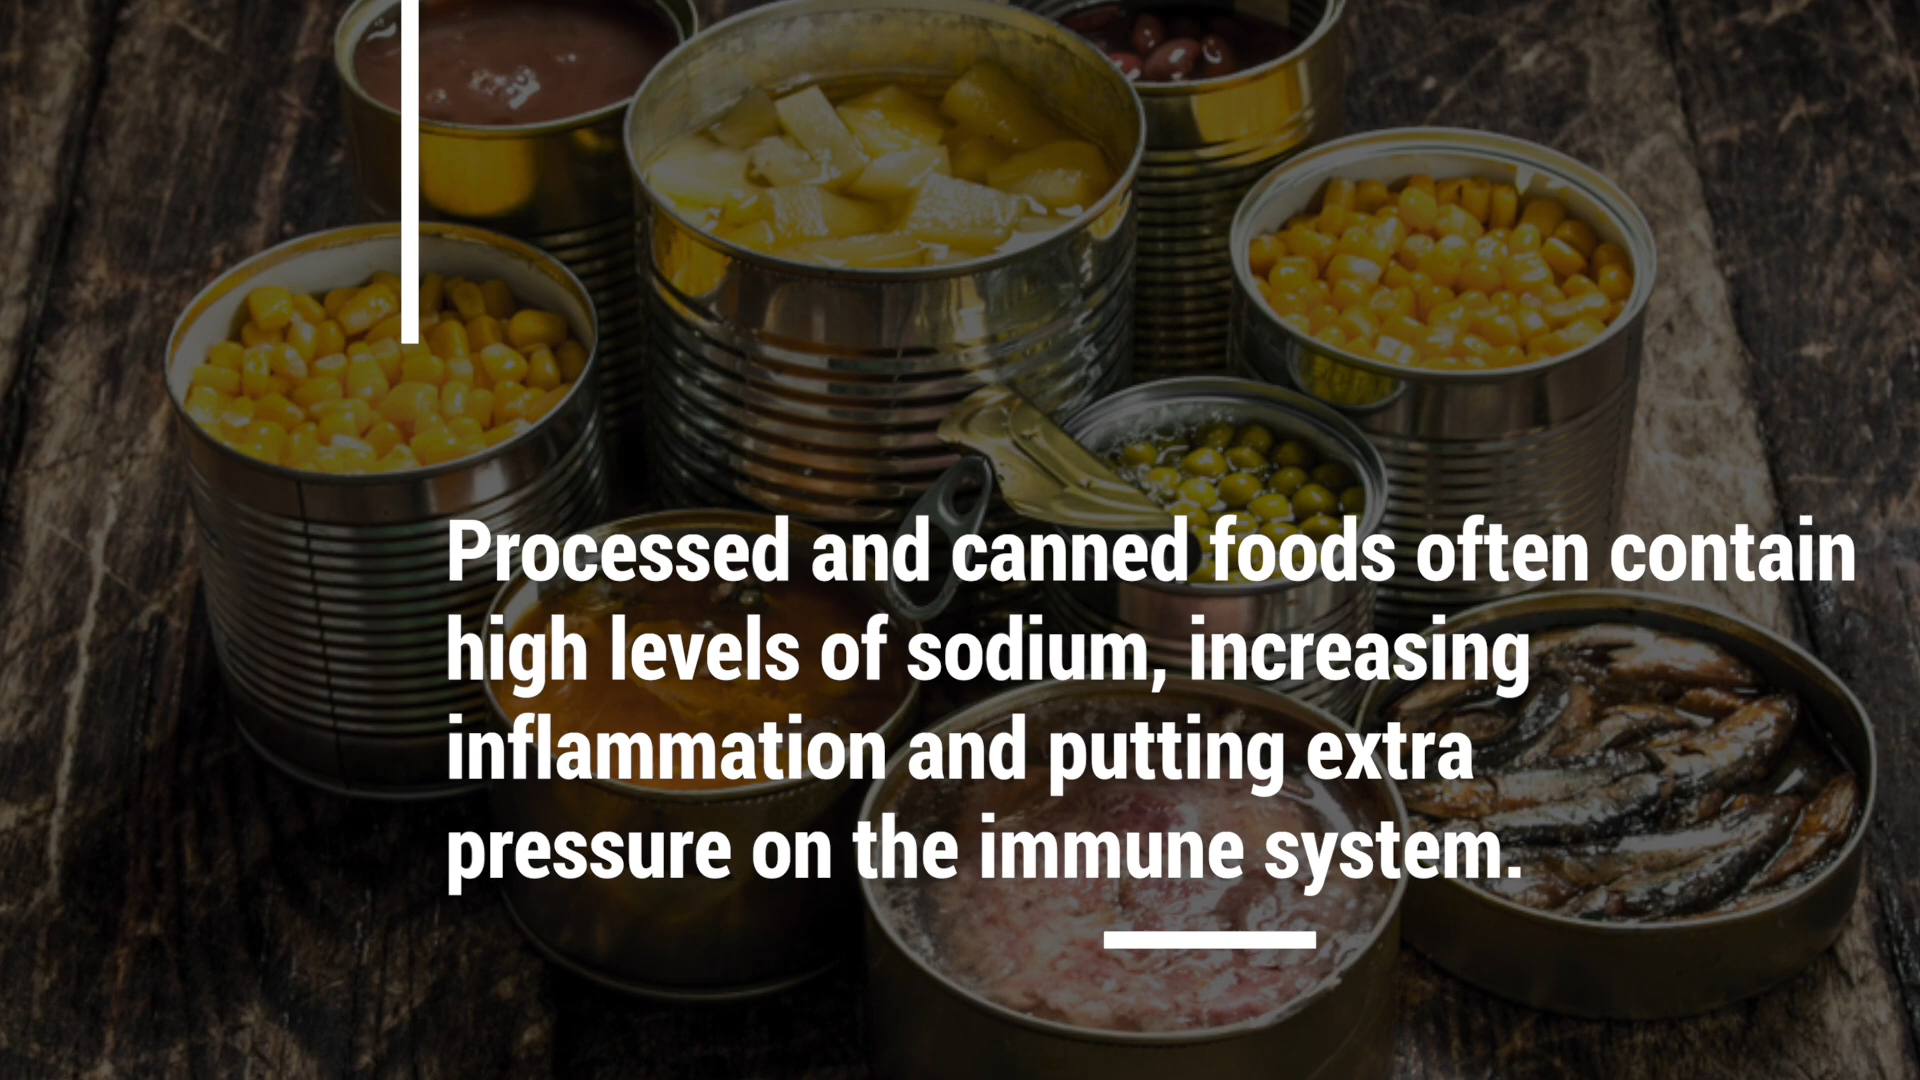 Processed and canned foods often contain
high levels of sodium, increasing
inflammation and putting extra
pressure on the immune system.